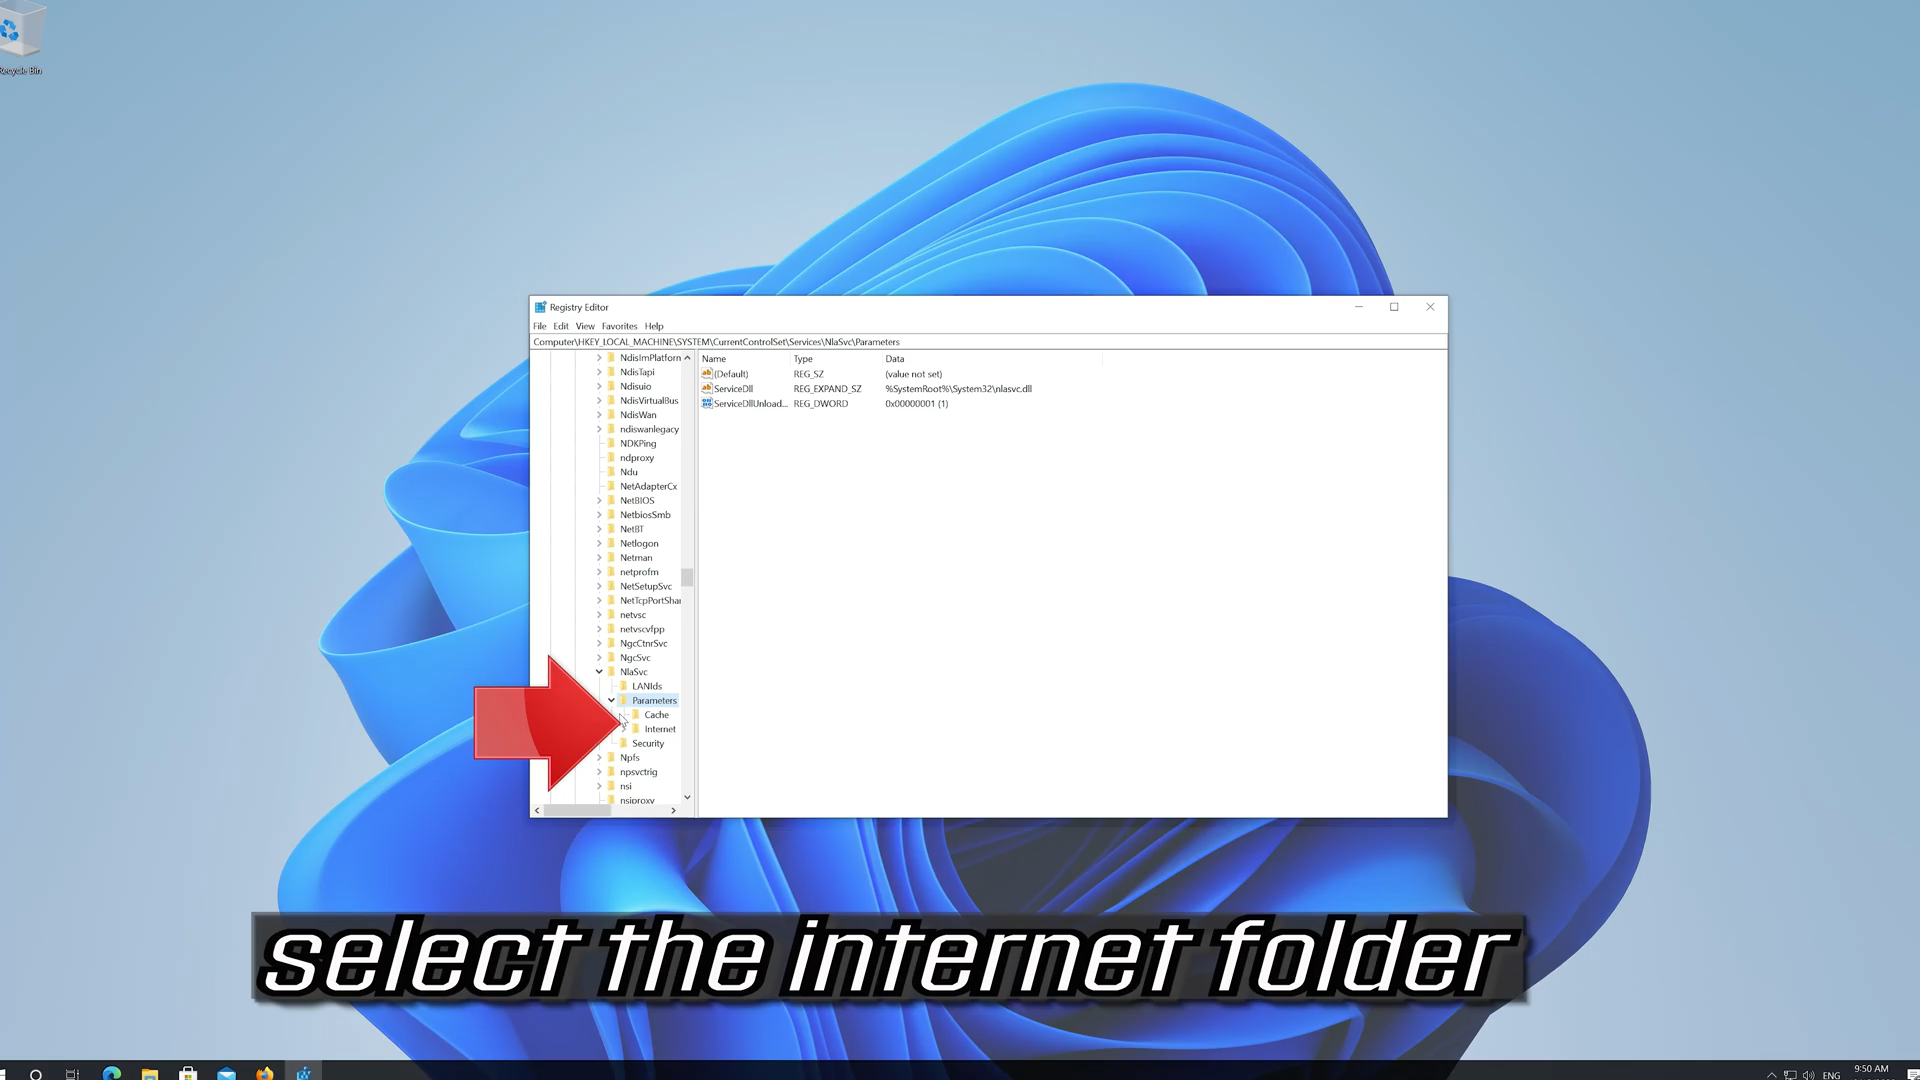 Recycle Bin
Registry Editor
File Edit View Favorites Help
Computer\HKEY_LOCAL_MACHINE\SYSTEM\CurrentControlSet\Services\NlaSvc\Parameters
NdisImPlatforn
NdisTapi
Ndisuio
NdisVirtualBus
NdisWan
ndiswanlegacy
NDKPing
ndproxy
Ndu
NetAdapterCx
NetBIOS
NetbiosSmb
NetBT
Netlogon
Netman
netprofm
NetSetupSvc
NetTcpPortShar
netvsc
netvscvfpp
NgcCtnrSvc
NgcSvc
NlaSvc
LANIds
Parameters
Cache
Internet
Security
Npfs
npsvctrig
nsi
nsiproxy
Name Type Data
(Default) REG_SZ (value not set)
ServiceDll REG_EXPAND_SZ %SystemRoot%\System32\nlasvc.dll
ServiceDllUnload... REG_DWORD 0x00000001 (1)
select the internet folder
ENG
9:50 AM